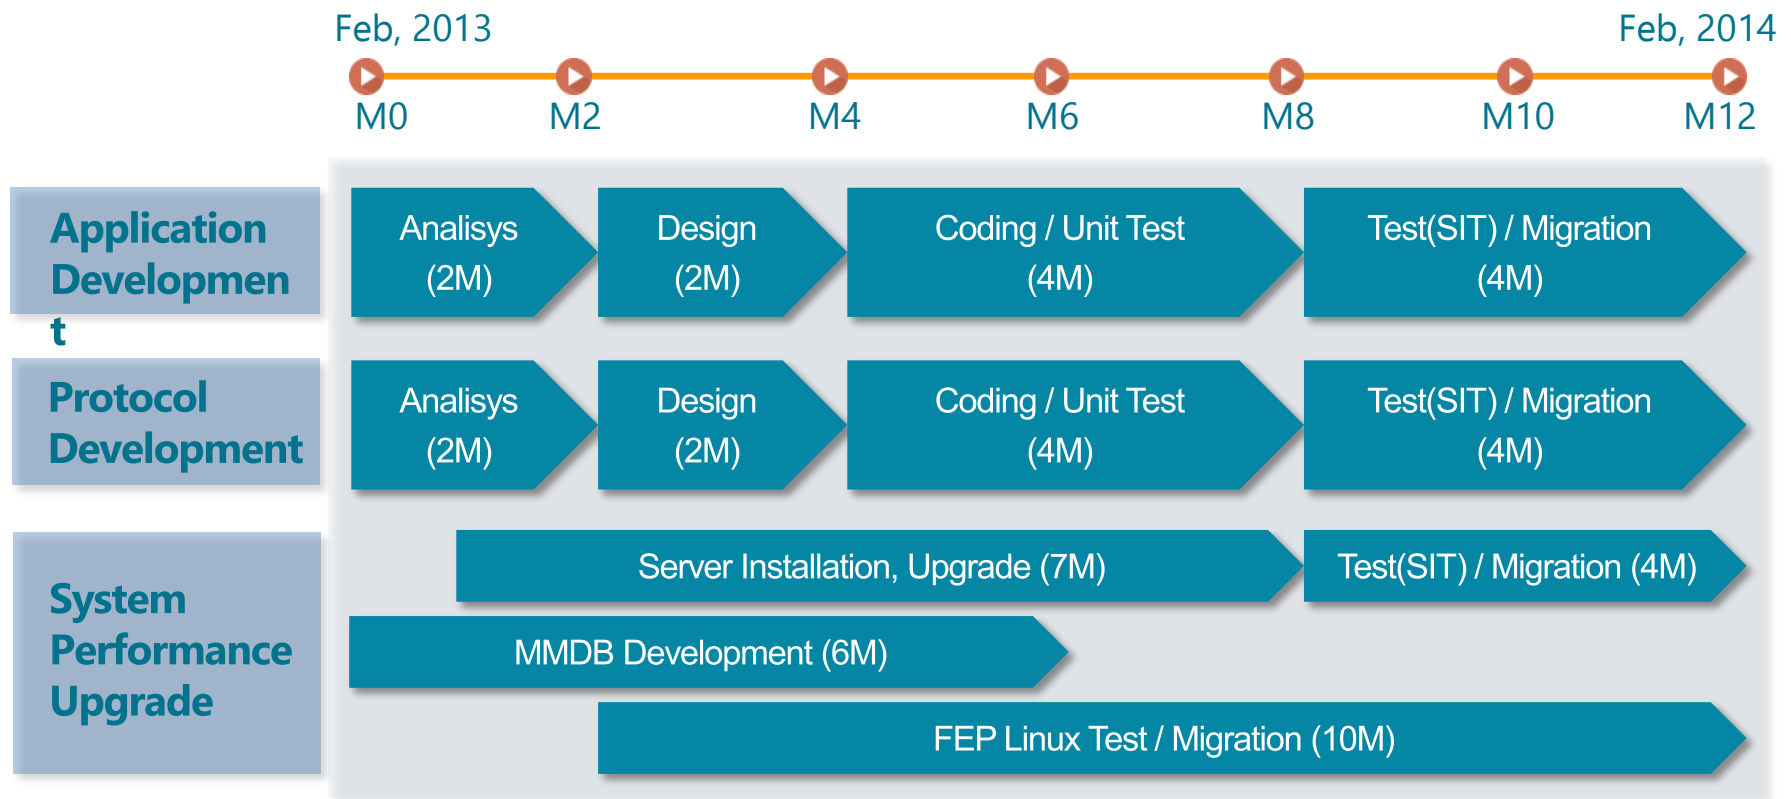 Feb, 2013
Feb, 2014
M0
M2
M4
M6
M8
M10
M12
Application
Developmen
t
Analisys
(2M)
Design
(2M)
Coding / Unit Test
(4M)
Test(SIT) / Migration
(4M)
Protocol
Development
Analisys
(2M)
Design
(2M)
Coding / Unit Test
(4M)
Test(SIT) / Migration
(4M)
System
Performance
Upgrade
Server Installation, Upgrade (7M)
Test(SIT) / Migration (4M)
MMDB Development (6M)
FEP Linux Test / Migration (10M)